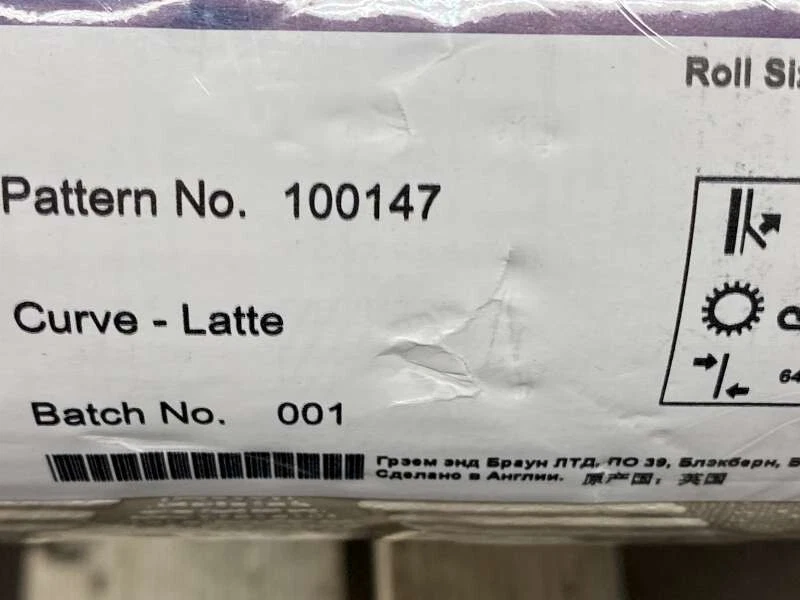 Roll Si
Pattern No. 100147
Curve - Latte
64
Batch No. 001
Грэем энд Браун ЛТД, ПО 39, Блэкберн, В
Сделано в Англии. 原产国：英国